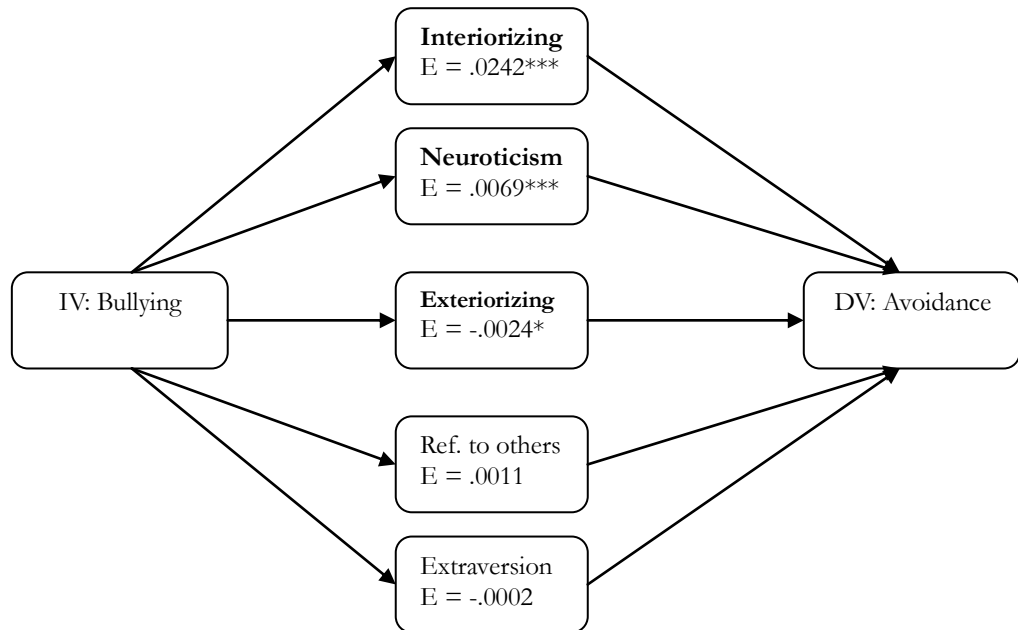 Interiorizing
E = .0242***
Neuroticism
E = .0069***
IV: Bullying
Exteriorizing
E = -.0024*
DV: Avoidance
Ref. to others
E = .0011
Extraversion
E = -.0002